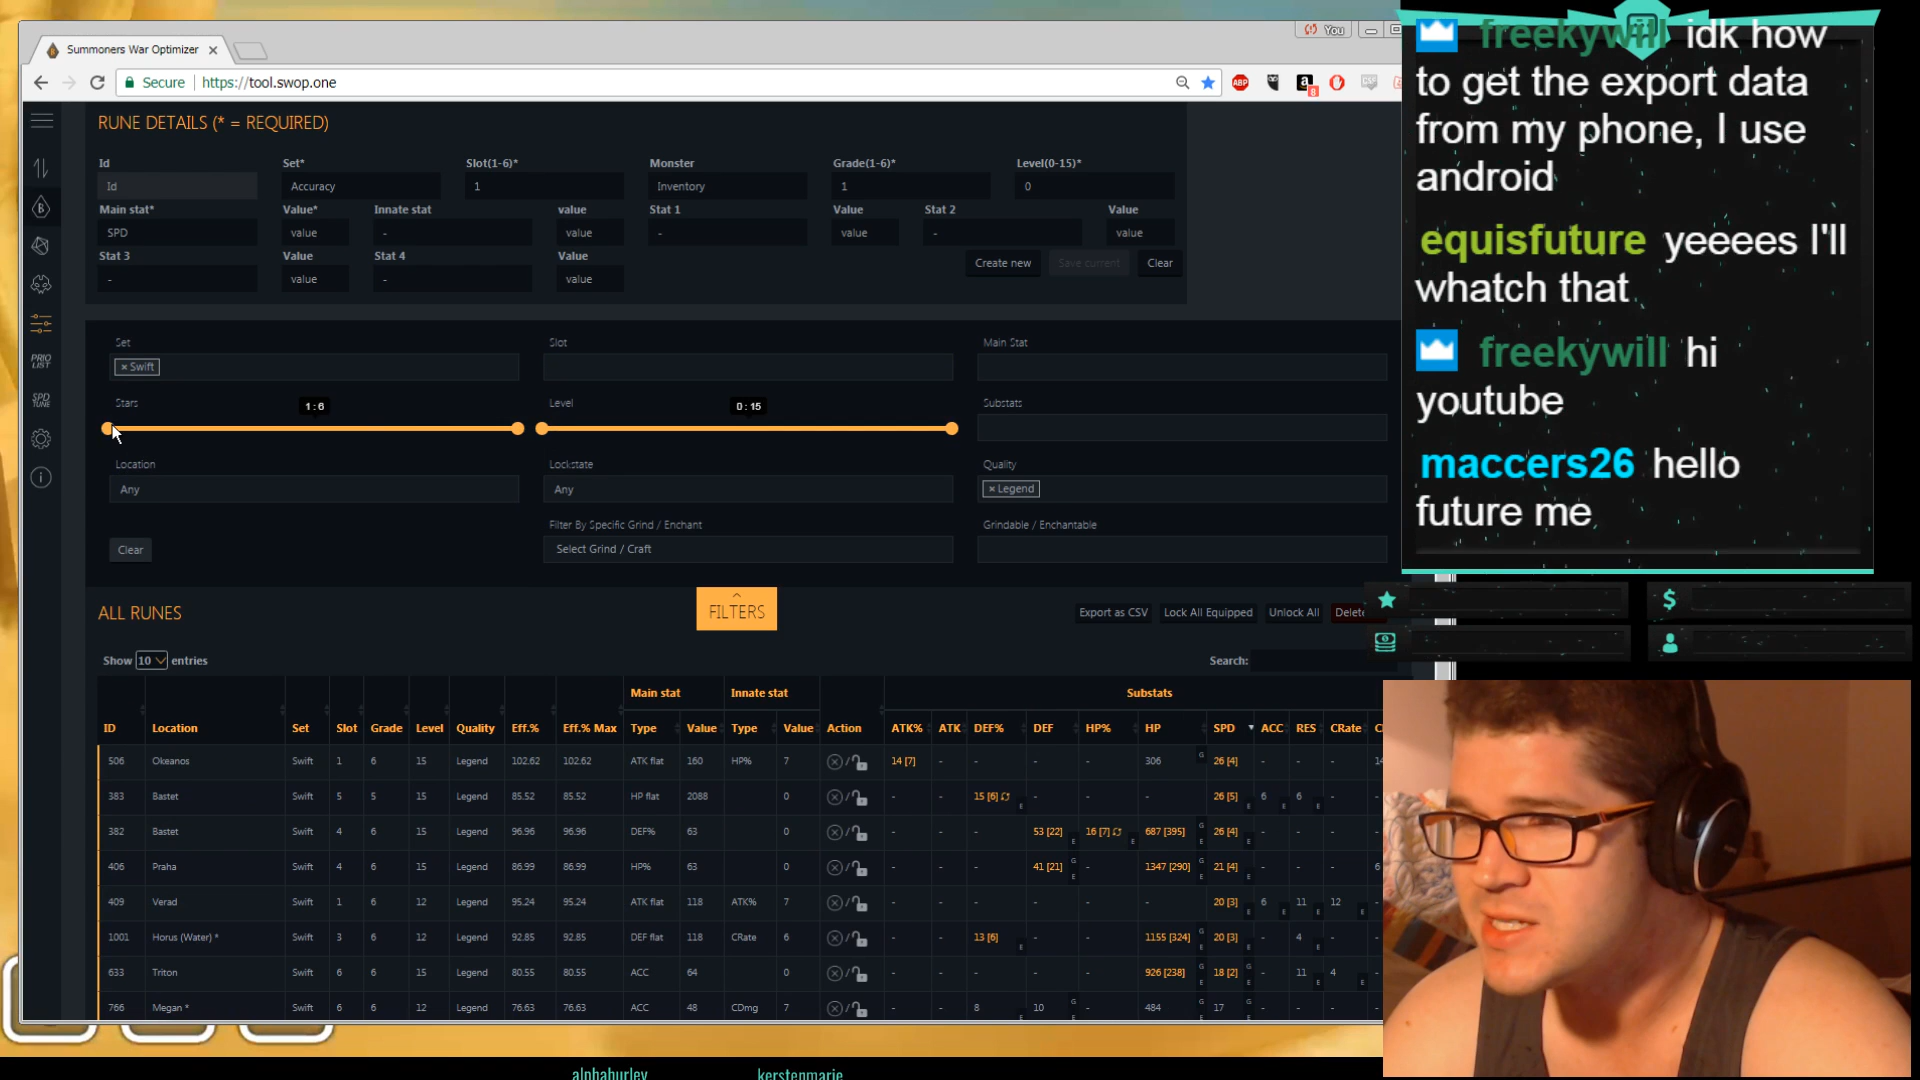 Summoners War Optimizer
You
Secure https://tool.swop.one
ABP
8
RUNE DETAILS (* = REQUIRED)
Id Set* Slot(1-6)* Monster Grade(1-6)* Level(0-15)*
Id Accuracy 1 Inventory 1 0
Main stat* Value* Innate stat value Stat 1 Value Stat 2 Value
SPD value - value - value - value
Stat 3 Value Stat 4 Value
- value - value
Create new Save current Clear
Set Slot Main Stat
× Swift
Stars 1 : 6 Level 0 : 15 Substats
Location Lockstate Quality
Any Any × Legend
Filter By Specific Grind / Enchant Grindable / Enchantable
Clear Select Grind / Craft
ALL RUNES FILTERS Export as CSV Lock All Equipped Unlock All Delete
Show 10 entries Search:
Main stat Innate stat Substats
ID Location Set Slot Grade Level Quality Eff.% Eff.% Max Type Value Type Value Action ATK% ATK DEF% DEF HP% HP SPD ACC RES CRate
506 Okeanos Swift 1 6 15 Legend 102.62 102.62 ATK flat 160 HP% 7 / 14 [7] - - - - 306 G 26 [4] - - - 14
383 Bastet Swift 5 5 15 Legend 85.52 85.52 HP flat 2088 0 / - - 15 [6] E - - - 26 [5] 6 6 E - -
382 Bastet Swift 4 6 15 Legend 96.96 96.96 DEF% 63 0 / - - - 53 [22] E 16 [7] E 687 [395] G E 26 [4] E - - - -
406 Praha Swift 4 6 15 Legend 86.99 86.99 HP% 63 0 / - - - 41 [21] G E - 1347 [290] G E 21 [4] E - - - 6
409 Verad Swift 1 6 12 Legend 95.24 95.24 ATK flat 118 ATK% 7 / - - - - - - 20 [3] E 6 E 11 E 12 E -
1001 Horus (Water) * Swift 3 6 12 Legend 92.85 92.85 DEF flat 118 CRate 6 / - - 13 [6] E - - 1155 [324] G E 20 [3] E - 4 E - -
633 Triton Swift 6 6 15 Legend 80.55 80.55 ACC 64 0 / - - - - - 926 [238] G E 18 [2] G E - 11 E 4 E -
766 Megan * Swift 6 6 12 Legend 76.63 76.63 ACC 48 CDmg 7 / - - 8 E 10 G E - 484 G E 17 - - - -
PRIO
LIST
SPD
TUNE
freekywill idk how
to get the export data
from my phone, I use
android
equisfuture yeeees I'll
whatch that
freekywill hi
youtube
maccers26 hello
future me
alphahurley kerstenmarie